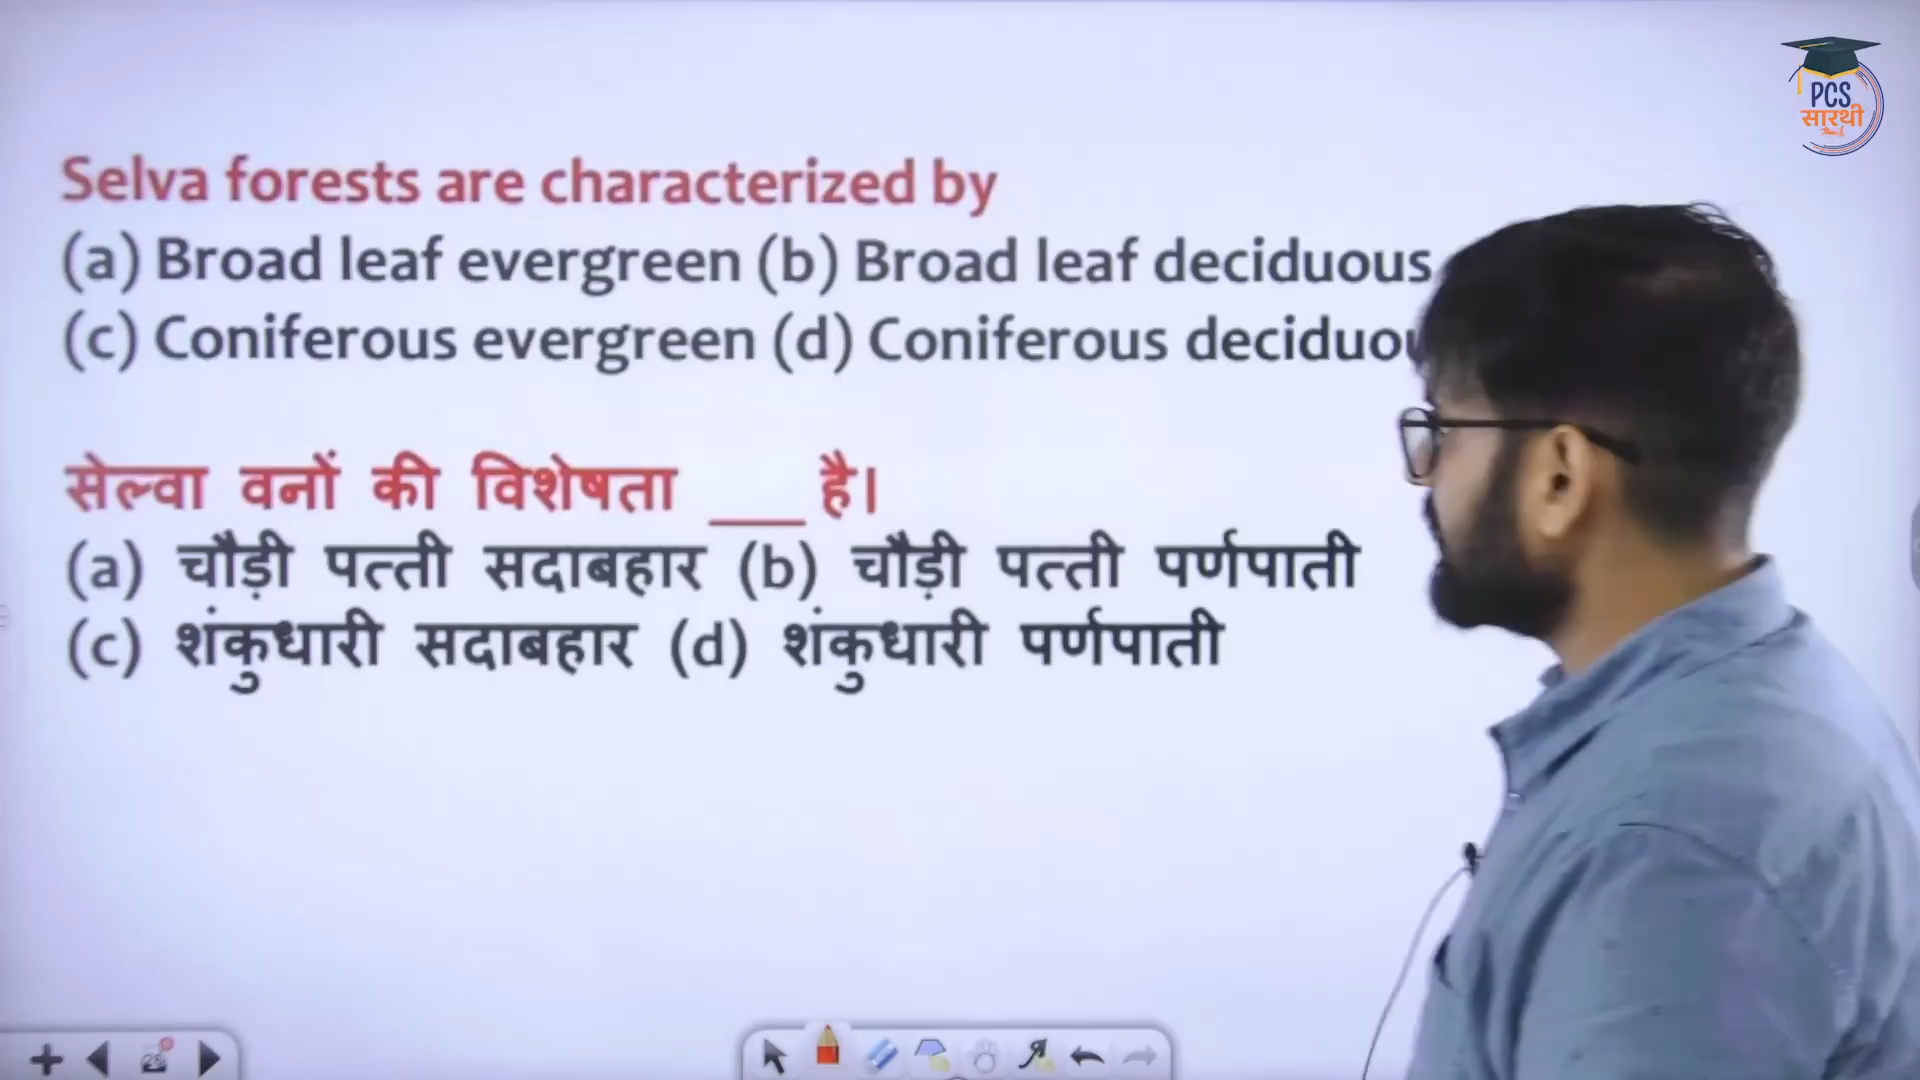 PCS
सारथी
Selva forests are characterized by
(a) Broad leaf evergreen (b) Broad leaf deciduous
(c) Coniferous evergreen (d) Coniferous
सेल्वा वनों की विशेषता ___ है।
(a) चौड़ी पत्ती सदाबहार (b) चौड़ी पत्ती पर्णपाती
(c) शंकुधारी सदाबहार (d) शंकुधारी पर्णपाती